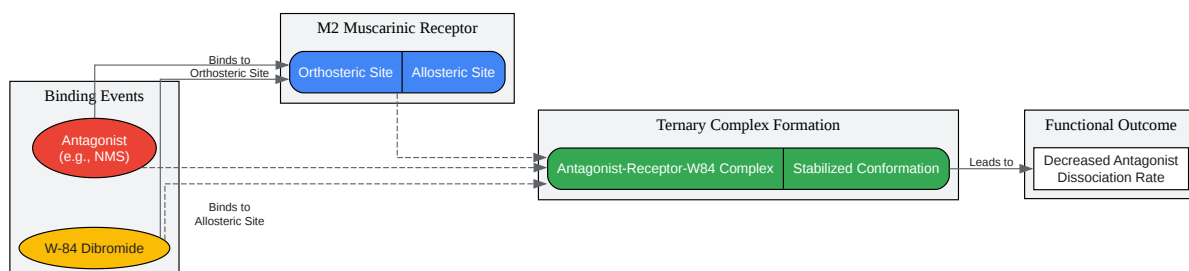 M2 Muscarinic Receptor
Binds to
Orthosteric Site
Orthosteric Site
Allosteric Site
Binding Events
Antagonist
(e.g., NMS)
W-84 Dibromide
Binds to
Allosteric Site
Ternary Complex Formation
Antagonist-Receptor-W84 Complex
Stabilized Conformation
Leads to
Functional Outcome
Decreased Antagonist
Dissociation Rate